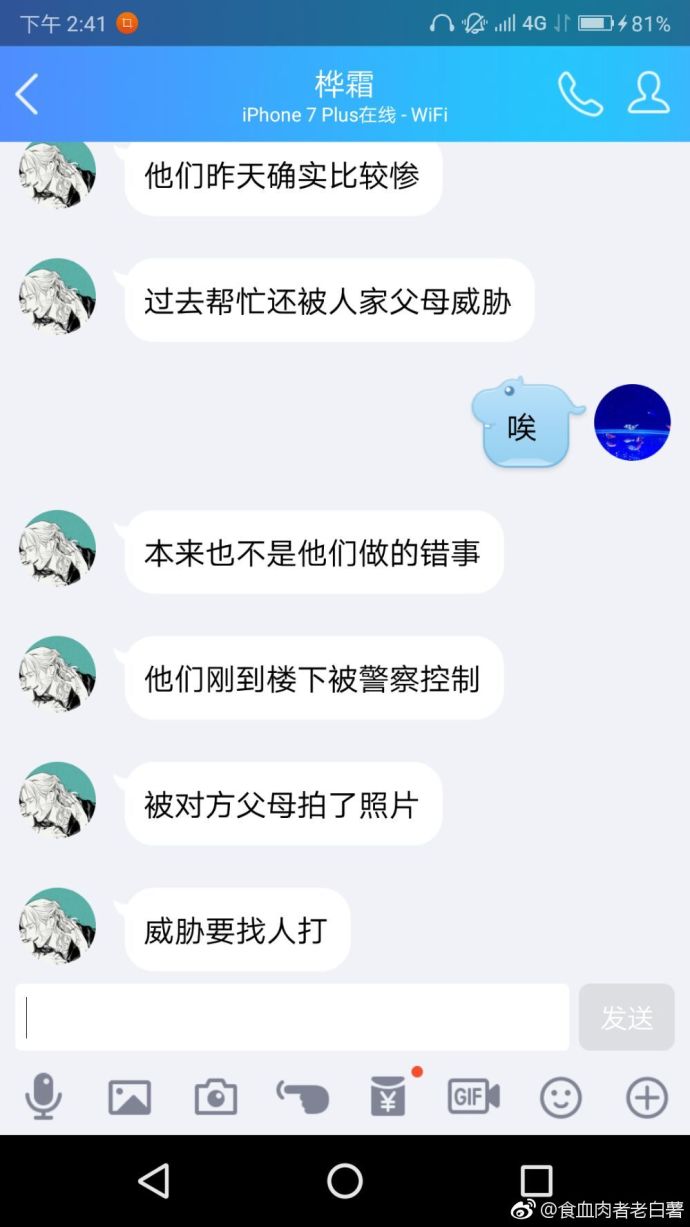 下午 2:41
4G
81%
桦霜
iPhone 7 Plus在线 - WiFi
他们昨天确实比较惨
过去帮忙还被人家父母威胁
唉
本来也不是他们做的错事
他们刚到楼下被警察控制
被对方父母拍了照片
威胁要找人打
发送
¥
GIF
@食血肉者老白薯